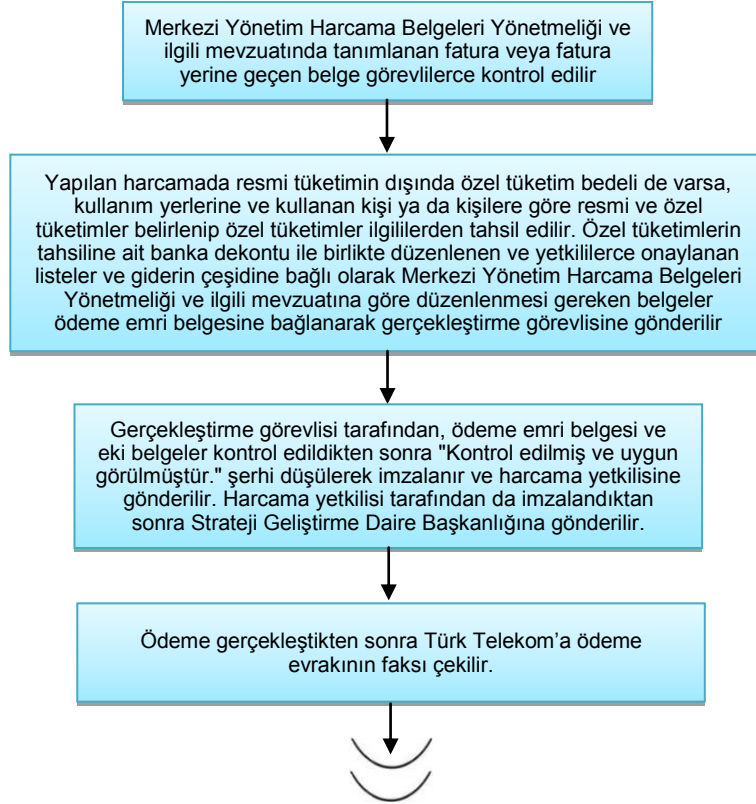 Merkezi Yönetim Harcama Belgeleri Yönetmeliği ve
ilgili mevzuatında tanımlanan fatura veya fatura
yerine geçen belge görevlilerce kontrol edilir
Yapılan harcamada resmi tüketimin dışında özel tüketim bedeli de varsa,
kullanım yerlerine ve kullanan kişi ya da kişilere göre resmi ve özel
tüketimler belirlenip özel tüketimler ilgililerden tahsil edilir. Özel tüketimlerin
tahsiline ait banka dekontu ile birlikte düzenlenen ve yetkililerce onaylanan
listeler ve giderin çeşidine bağlı olarak Merkezi Yönetim Harcama Belgeleri
Yönetmeliği ve ilgili mevzuatına göre düzenlenmesi gereken belgeler
ödeme emri belgesine bağlanarak gerçekleştirme görevlisine gönderilir
Gerçekleştirme görevlisi tarafından, ödeme emri belgesi ve
eki belgeler kontrol edildikten sonra "Kontrol edilmiş ve uygun
görülmüştür." şerhi düşülerek imzalanır ve harcama yetkilisine
gönderilir. Harcama yetkilisi tarafından da imzalandıktan
sonra Strateji Geliştirme Daire Başkanlığına gönderilir.
Ödeme gerçekleştikten sonra Türk Telekom’a ödeme
evrakının faksı çekilir.